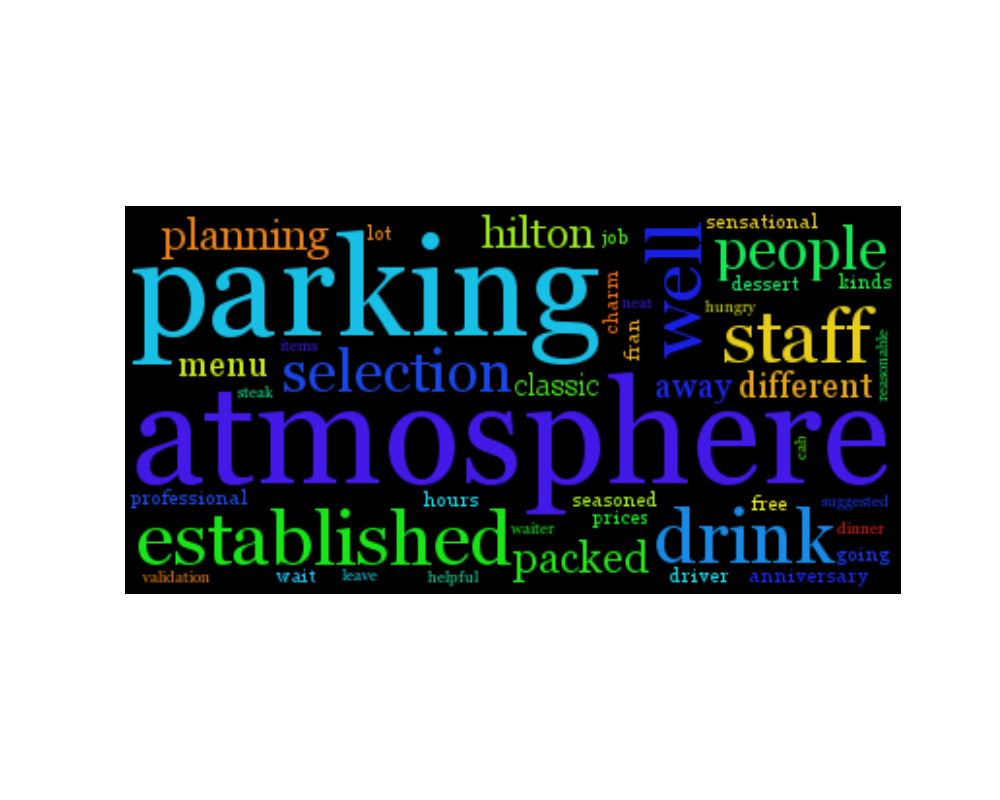 planning
lot
hilton
job
sensational
parking
well
people
dessert
kinds
charm
neat
hungry
fran
staff
items
menu
selection
steak
classic
away
different
reasonable
atmosphere
cab
professional
hours
seasoned
free
suggested
prices
established
waiter
packed
drink
dinner
going
validation
wait
leave
helpful
driver
anniversary